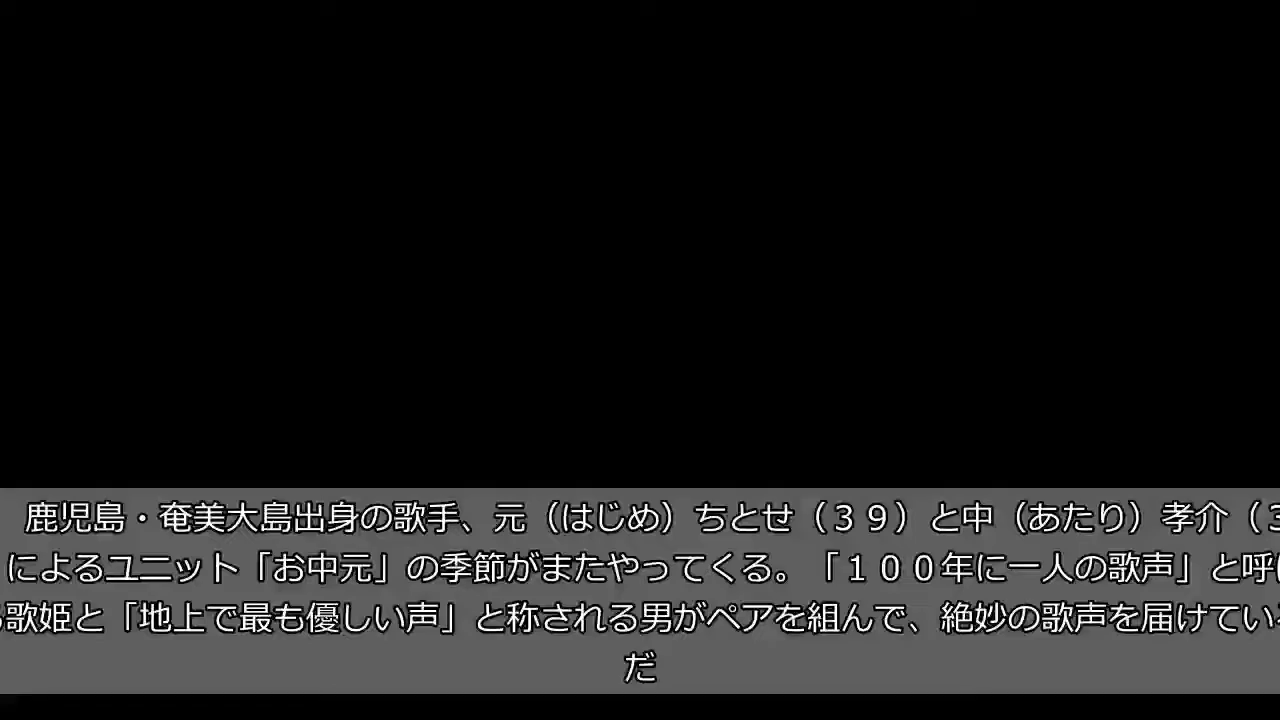 鹿児島・奄美大島出身の歌手、元（はじめ）ちとせ（３９）と中（あたり）孝介（３
によるユニット「お中元」の季節がまたやってくる。「１００年に一人の歌声」と呼
歌姫と「地上で最も優しい声」と称される男がペアを組んで、絶妙の歌声を届けてい
だ